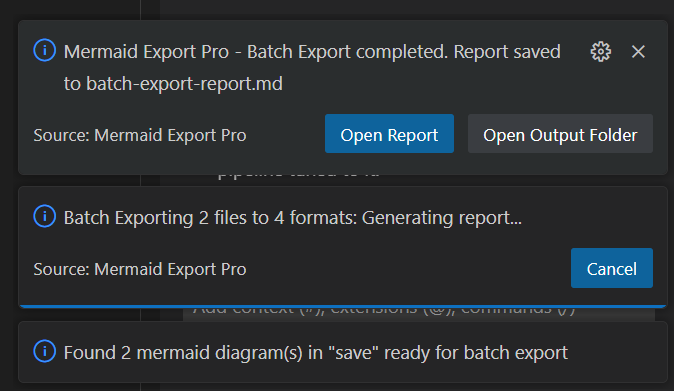 Mermaid Export Pro - Batch Export completed. Report saved
to batch-export-report.md
Source: Mermaid Export Pro
Open Report
Open Output Folder
Batch Exporting 2 files to 4 formats: Generating report...
Source: Mermaid Export Pro
Cancel
Add context (#), extensions (@), commands (/)
Found 2 mermaid diagram(s) in "save" ready for batch export